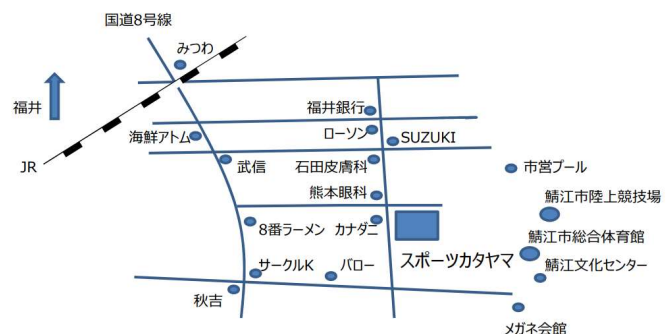 国道8号線
みつわ
福井
福井銀行
ローソン
海鮮アトム
SUZUKI
JR
武信
石田皮膚科
市営プール
熊本眼科
鯖江市陸上競技場
8番ラーメン
カナダニ
鯖江市総合体育館
スポーツカタヤマ
サークルK
バロー
鯖江文化センター
秋吉
メガネ会館